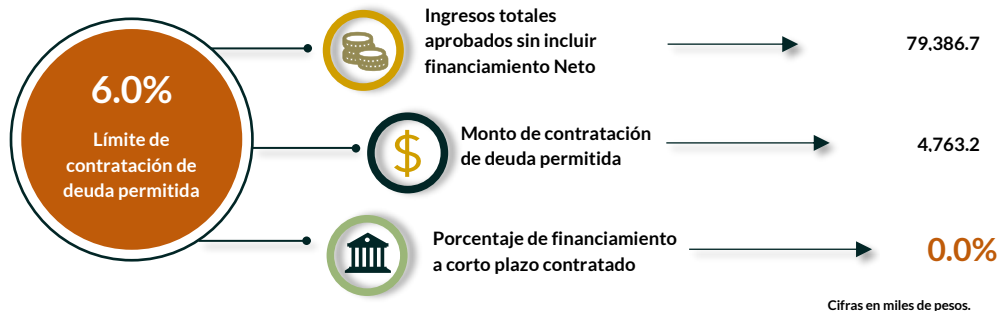 6.0%
Límite de
contratación de
deuda permitida
Ingresos totales
aprobados sin incluir
financiamiento Neto
79,386.7
$
Monto de contratación
de deuda permitida
4,763.2
Porcentaje de financiamiento
a corto plazo contratado
0.0%
Cifras en miles de pesos.